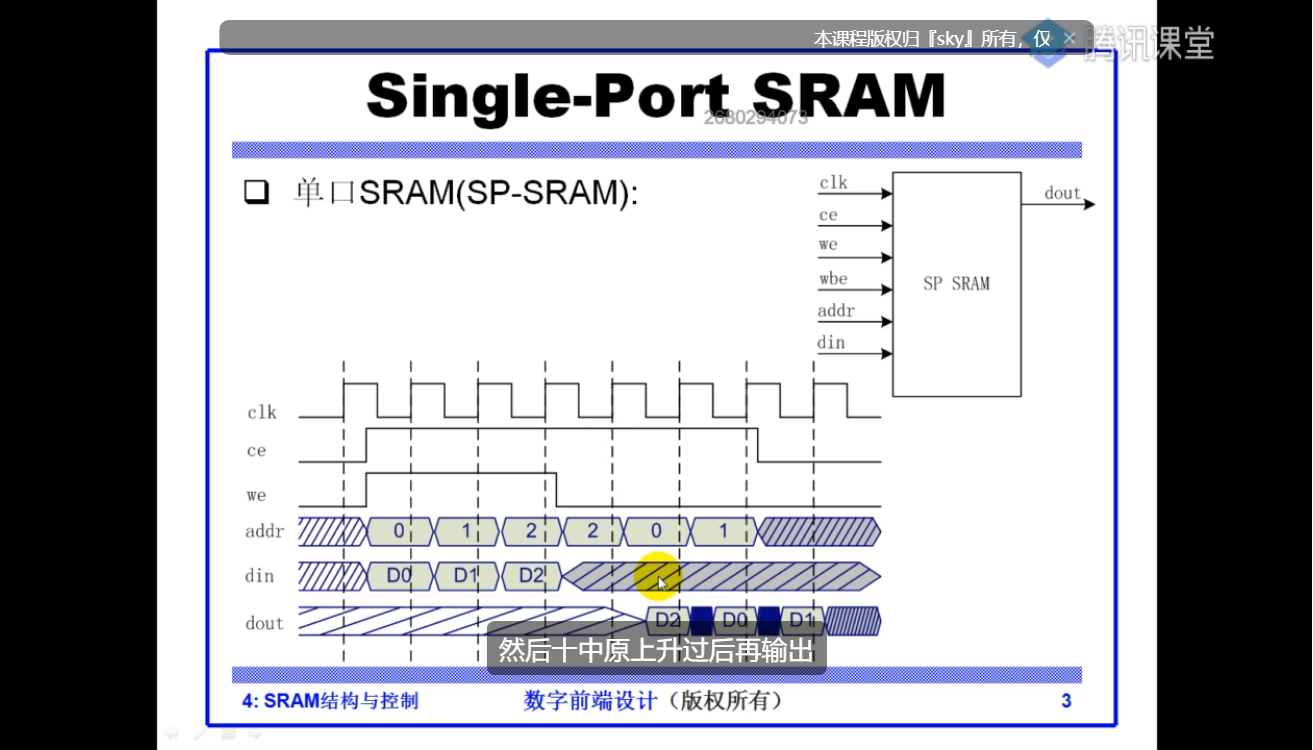 本课程版权归『sky』所有，仅
腾讯课堂
Single-Port SRAM
2680294073
单口SRAM(SP-SRAM):
clk
ce
we
wbe
addr
din
SP SRAM
dout
clk
ce
we
addr 0 1 2 2 0 1
din D0 D1 D2
dout D2 D0 D1
然后十中原上升过后再输出
4: SRAM结构与控制 数字前端设计（版权所有） 3